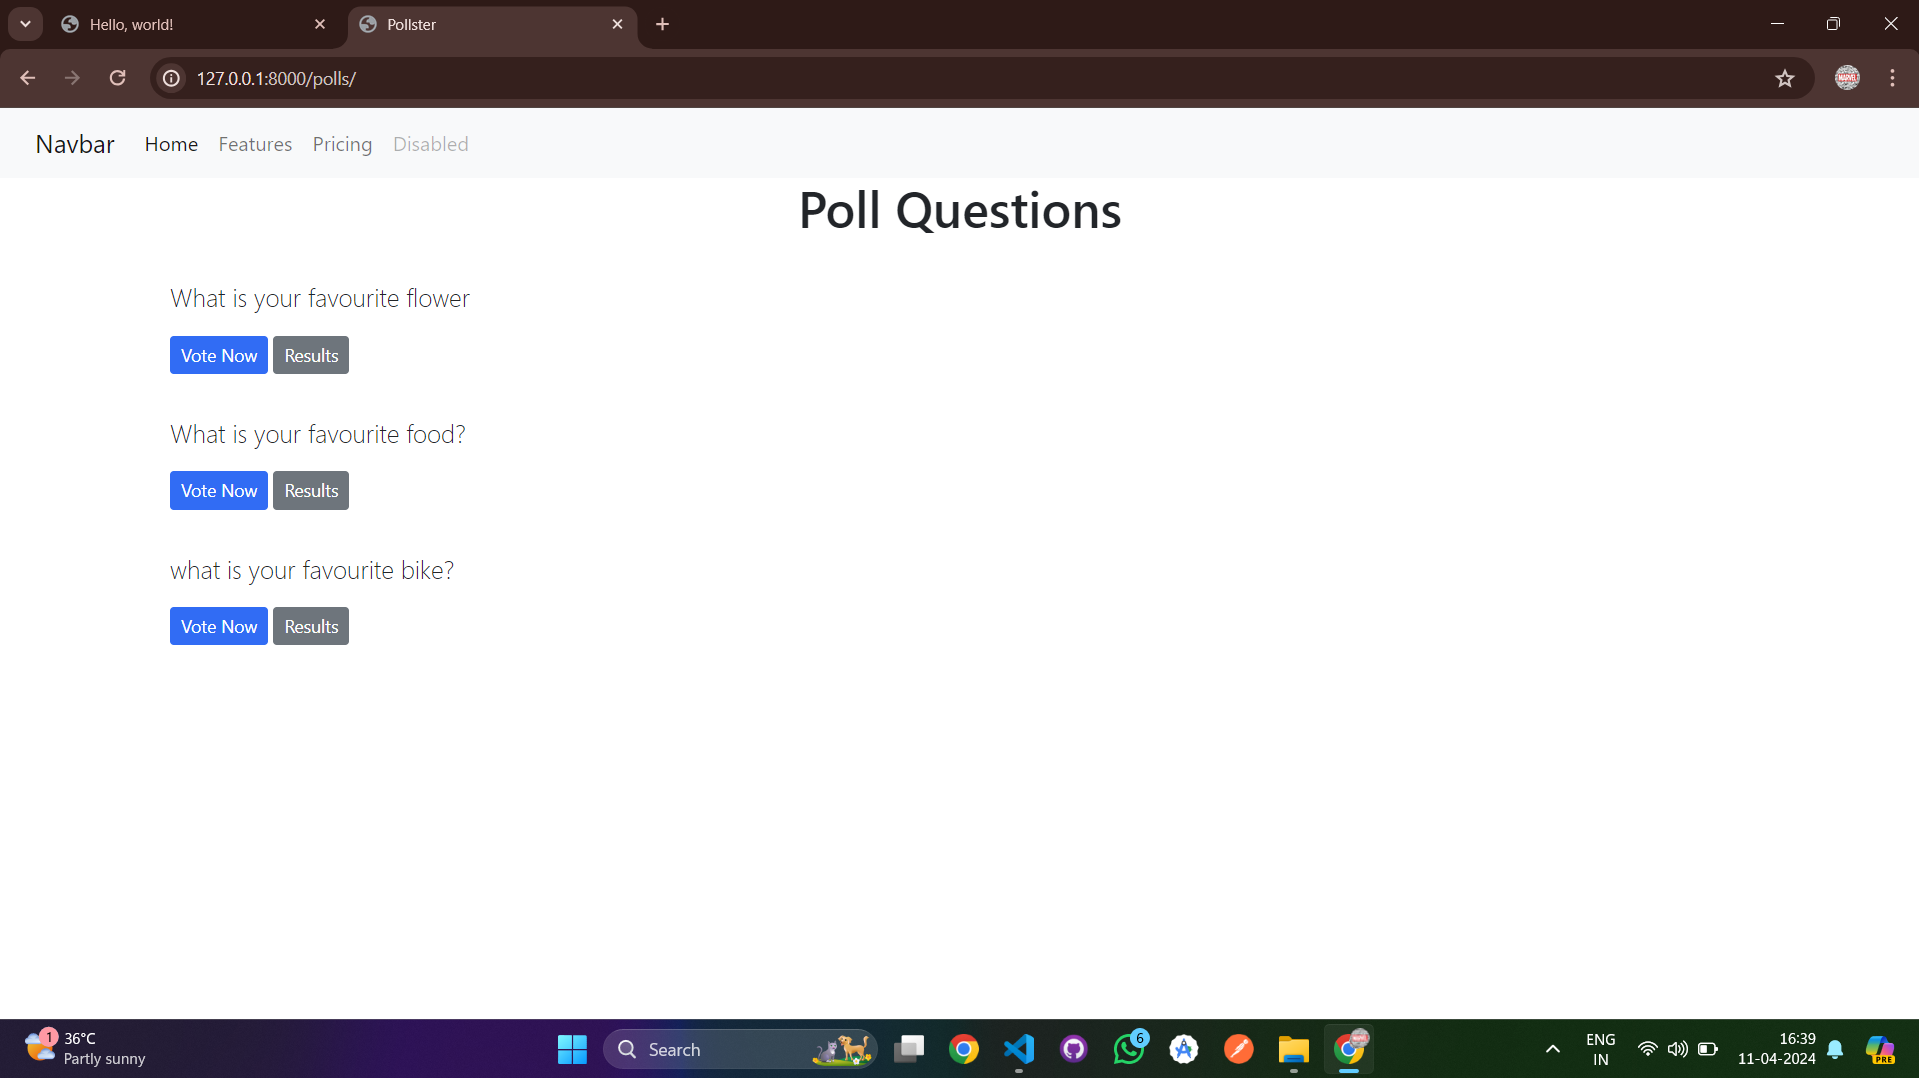 Hello, world!
Pollster
127.0.0.1:8000/polls/
Navbar Home Features Pricing Disabled
Poll Questions
What is your favourite flower
Vote Now Results
What is your favourite food?
Vote Now Results
what is your favourite bike?
Vote Now Results
1
36°C
Partly sunny
Search
6
ENG
IN
16:39
11-04-2024
PRE
MARVEL